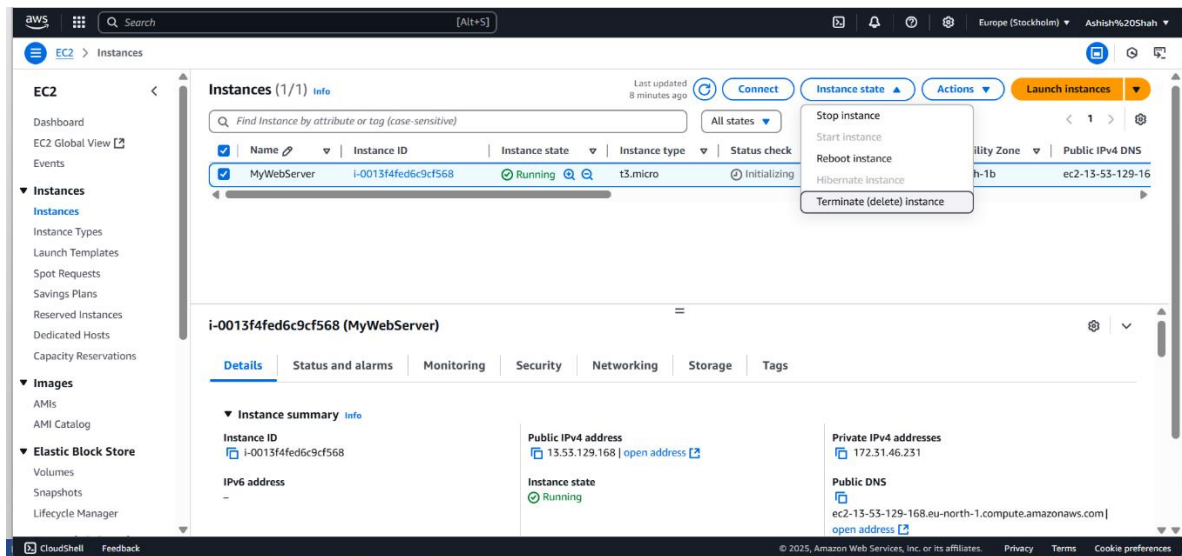 aws
Search
[Alt+S]
Europe (Stockholm)
Ashish%20Shah
EC2 > Instances
EC2
Dashboard
EC2 Global View
Events
Instances
Instances
Instance Types
Launch Templates
Spot Requests
Savings Plans
Reserved Instances
Dedicated Hosts
Capacity Reservations
Images
AMIs
AMI Catalog
Elastic Block Store
Volumes
Snapshots
Lifecycle Manager
Instances (1/1) Info
Last updated
8 minutes ago
Connect
Instance state
Actions
Launch instances
Find Instance by attribute or tag (case-sensitive)
All states
1
Stop instance
Start instance
Reboot instance
Hibernate instance
Terminate (delete) instance
Name Instance ID Instance state Instance type Status check ility Zone Public IPv4 DNS
MyWebServer i-0013f4fed6c9cf568 Running t3.micro Initializing h-1b ec2-13-53-129-16
i-0013f4fed6c9cf568 (MyWebServer)
Details Status and alarms Monitoring Security Networking Storage Tags
Instance summary Info
Instance ID
i-0013f4fed6c9cf568
Public IPv4 address
13.53.129.168 | open address
Private IPv4 addresses
172.31.46.231
IPv6 address
–
Instance state
Running
Public DNS
ec2-13-53-129-168.eu-north-1.compute.amazonaws.com |
open address
CloudShell Feedback
© 2025, Amazon Web Services, Inc. or its affiliates. Privacy Terms Cookie preferences